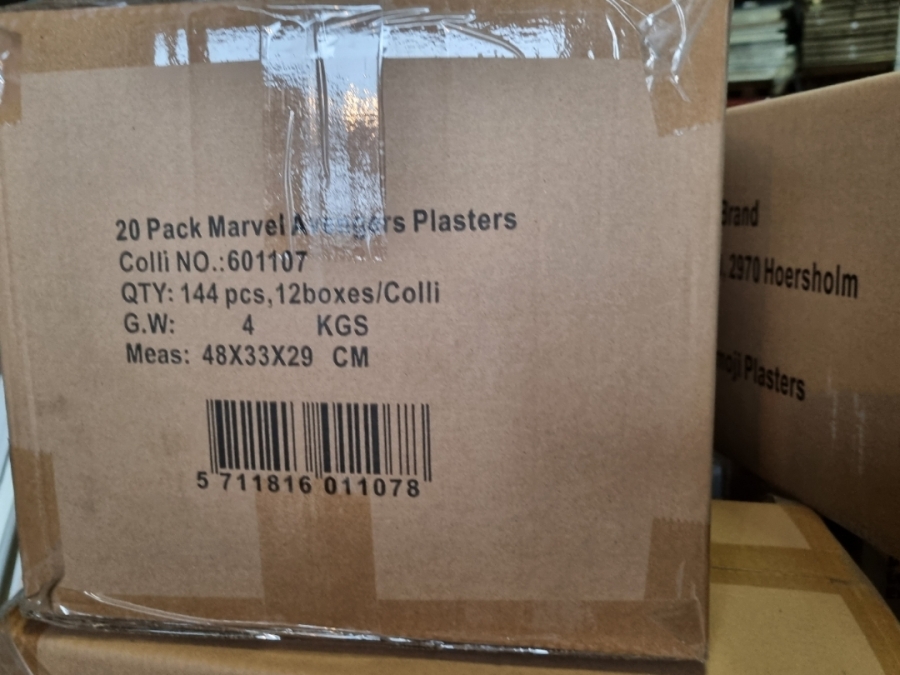 20 Pack Marvel Avengers Plasters
Colli NO.:601107
QTY: 144 pcs,12boxes/Colli
G.W: 4 KGS
Meas: 48X33X29 CM
5 711816 011078
Brand
2970 Hoersholm
Plasters